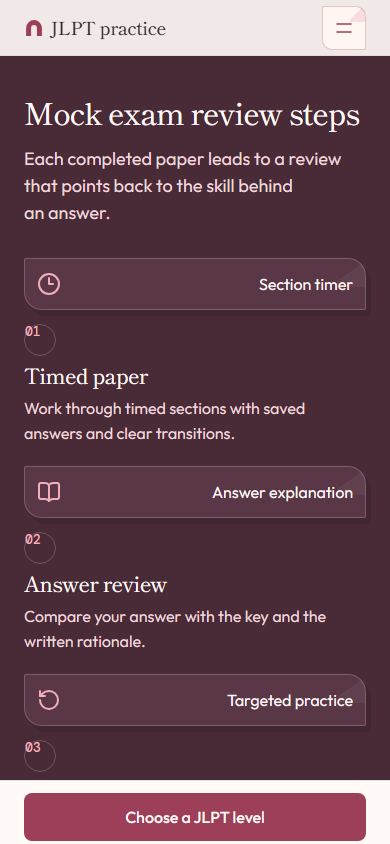 JLPT practice
Mock exam review steps
Each completed paper leads to a review
that points back to the skill behind
an answer.
Section timer
01
Timed paper
Work through timed sections with saved
answers and clear transitions.
Answer explanation
02
Answer review
Compare your answer with the key and the
written rationale.
Targeted practice
03
Choose a JLPT level